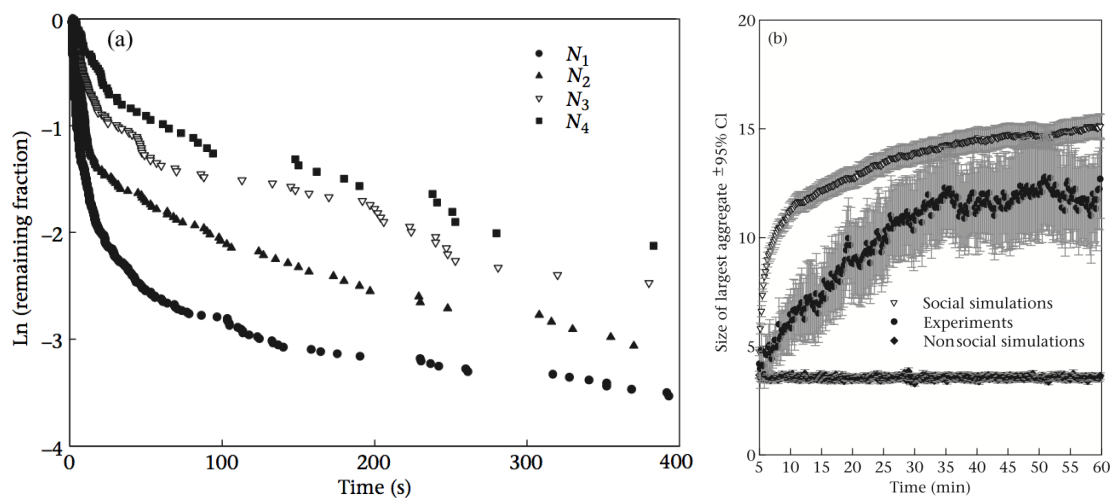 (a)
N1
N2
N3
N4
0
−1
−2
−3
−4
Ln (remaining fraction)
0
100
200
300
400
Time (s)
(b)
20
15
10
5
0
Size of largest aggregate ±95% CI
Social simulations
Experiments
Nonsocial simulations
5
10
15
20
25
30
35
40
45
50
55
60
Time (min)